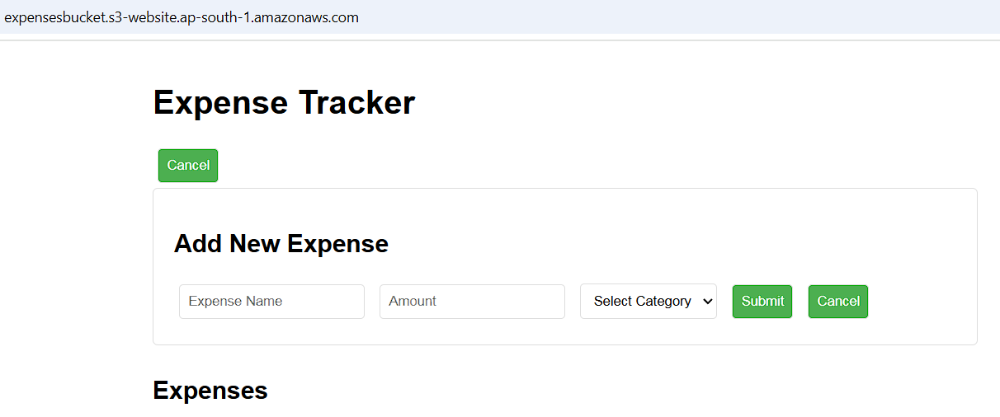 expensesbucket.s3-website.ap-south-1.amazonaws.com
Expense Tracker
Cancel
Add New Expense
Expense Name Amount Select Category Submit Cancel
Expenses